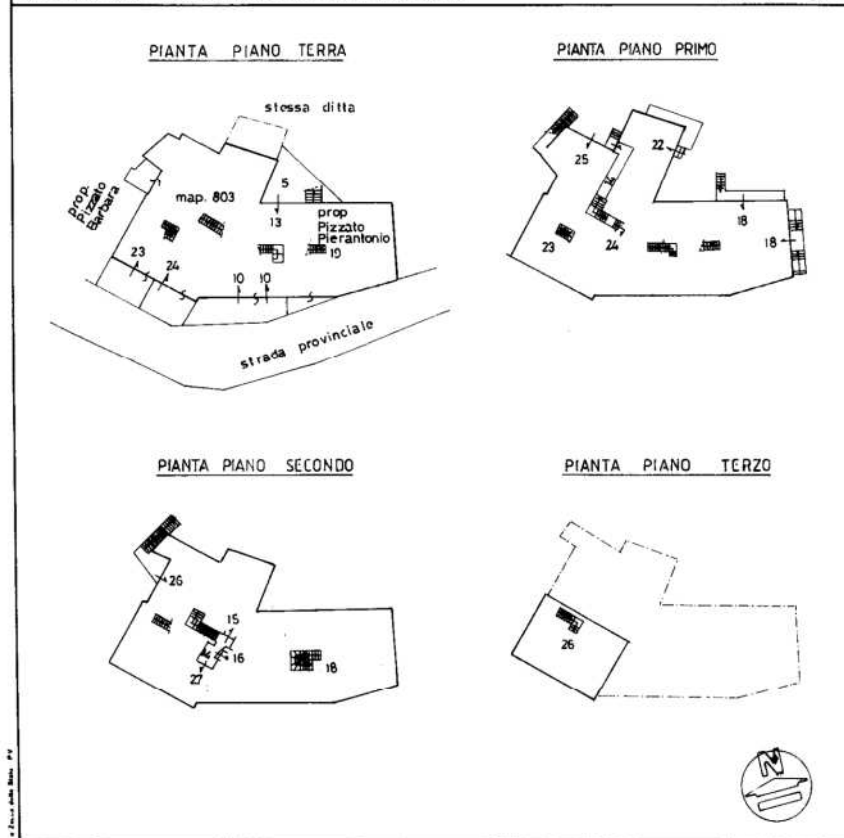 PIANTA PIANO TERRA
stessa ditta
prop.
Pizzato
Barbara
map. 803
5
13
prop
Pizzato
Pierantonio
19
23
24
10
10
strada provinciale
PIANTA PIANO PRIMO
25
22
18
18
23
24
PIANTA PIANO SECONDO
26
15
16
27
18
PIANTA PIANO TERZO
26
N